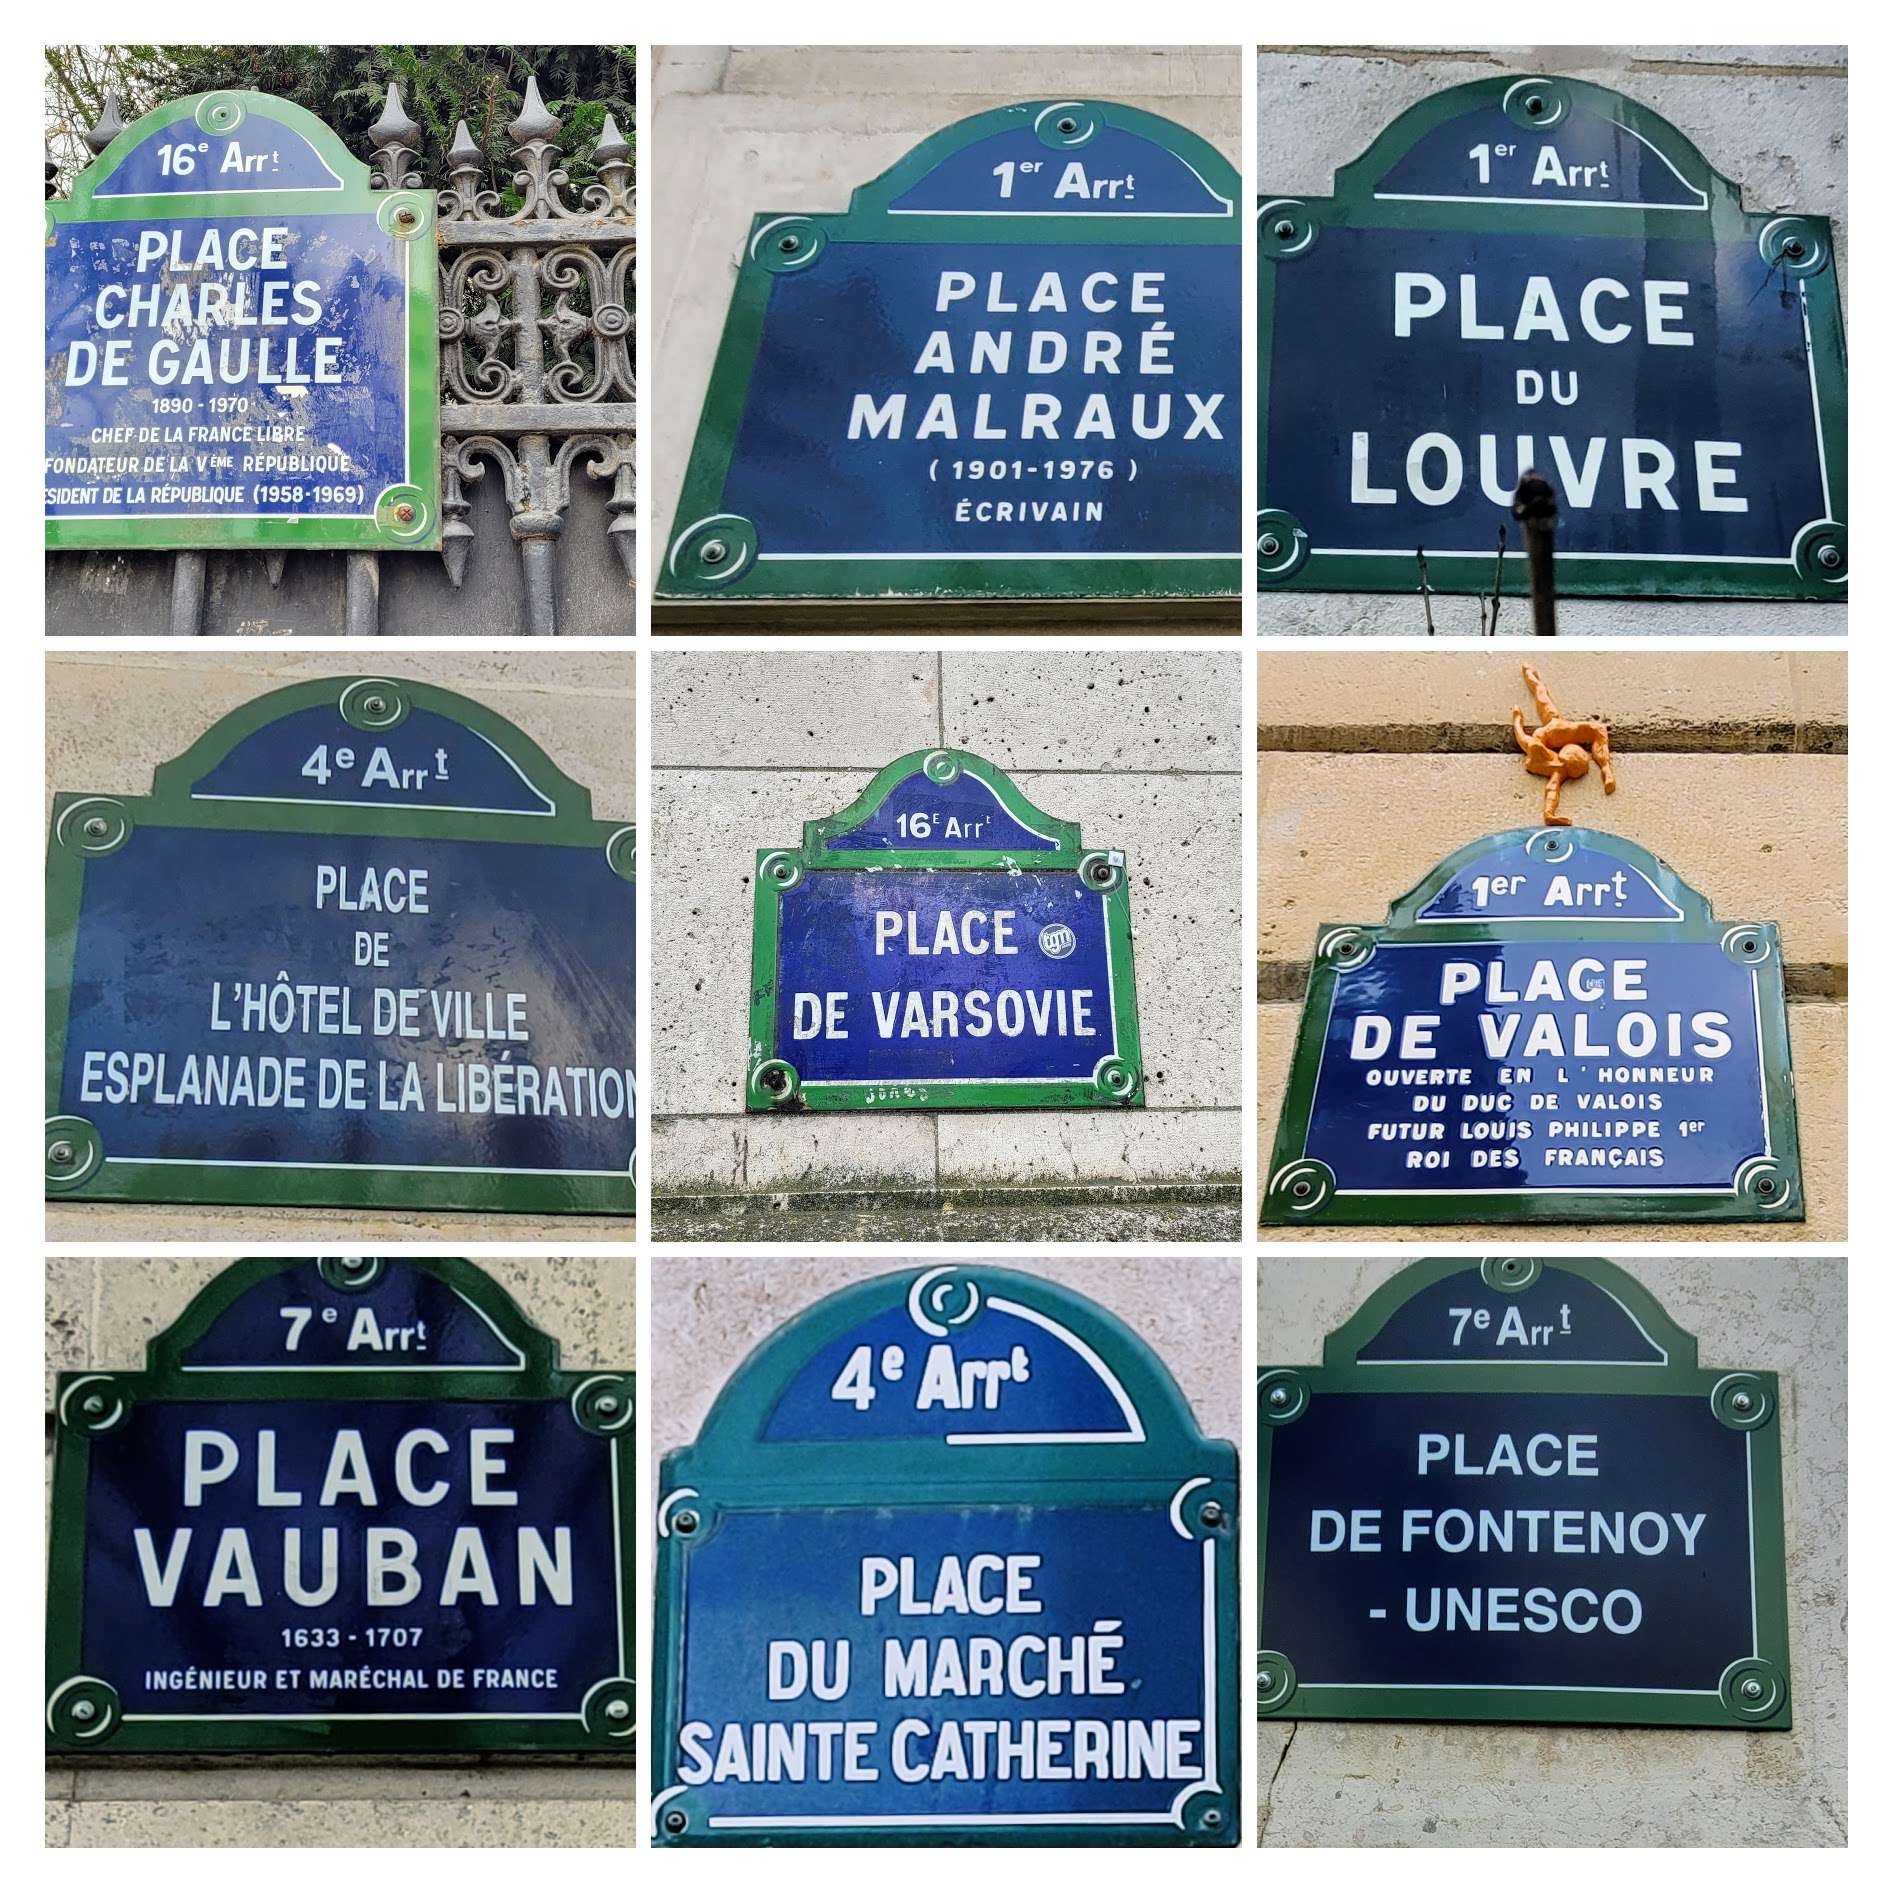 16e Arrt
PLACE
CHARLES
DE GAULLE
1890 - 1970
CHEF DE LA FRANCE LIBRE
FONDATEUR DE LA VÈME RÉPUBLIQUE
ESIDENT DE LA RÉPUBLIQUE (1958-1969)
1er Arrt
PLACE
ANDRÉ
MALRAUX
( 1901-1976 )
ÉCRIVAIN
1er Arrt
PLACE
DU
LOUVRE
4e Arrt
PLACE
DE
L'HÔTEL DE VILLE
ESPLANADE DE LA LIBÉRATION
16E Arrt
PLACE
tgm
DE VARSOVIE
1er Arrt
PLACE
DE VALOIS
OUVERTE EN L'HONNEUR
DU DUC DE VALOIS
FUTUR LOUIS PHILIPPE 1er
ROI DES FRANÇAIS
7e Arrt
PLACE
VAUBAN
1633 - 1707
INGÉNIEUR ET MARÉCHAL DE FRANCE
4e Arrt
PLACE
DU MARCHÉ
SAINTE CATHERINE
7e Arrt
PLACE
DE FONTENOY
- UNESCO